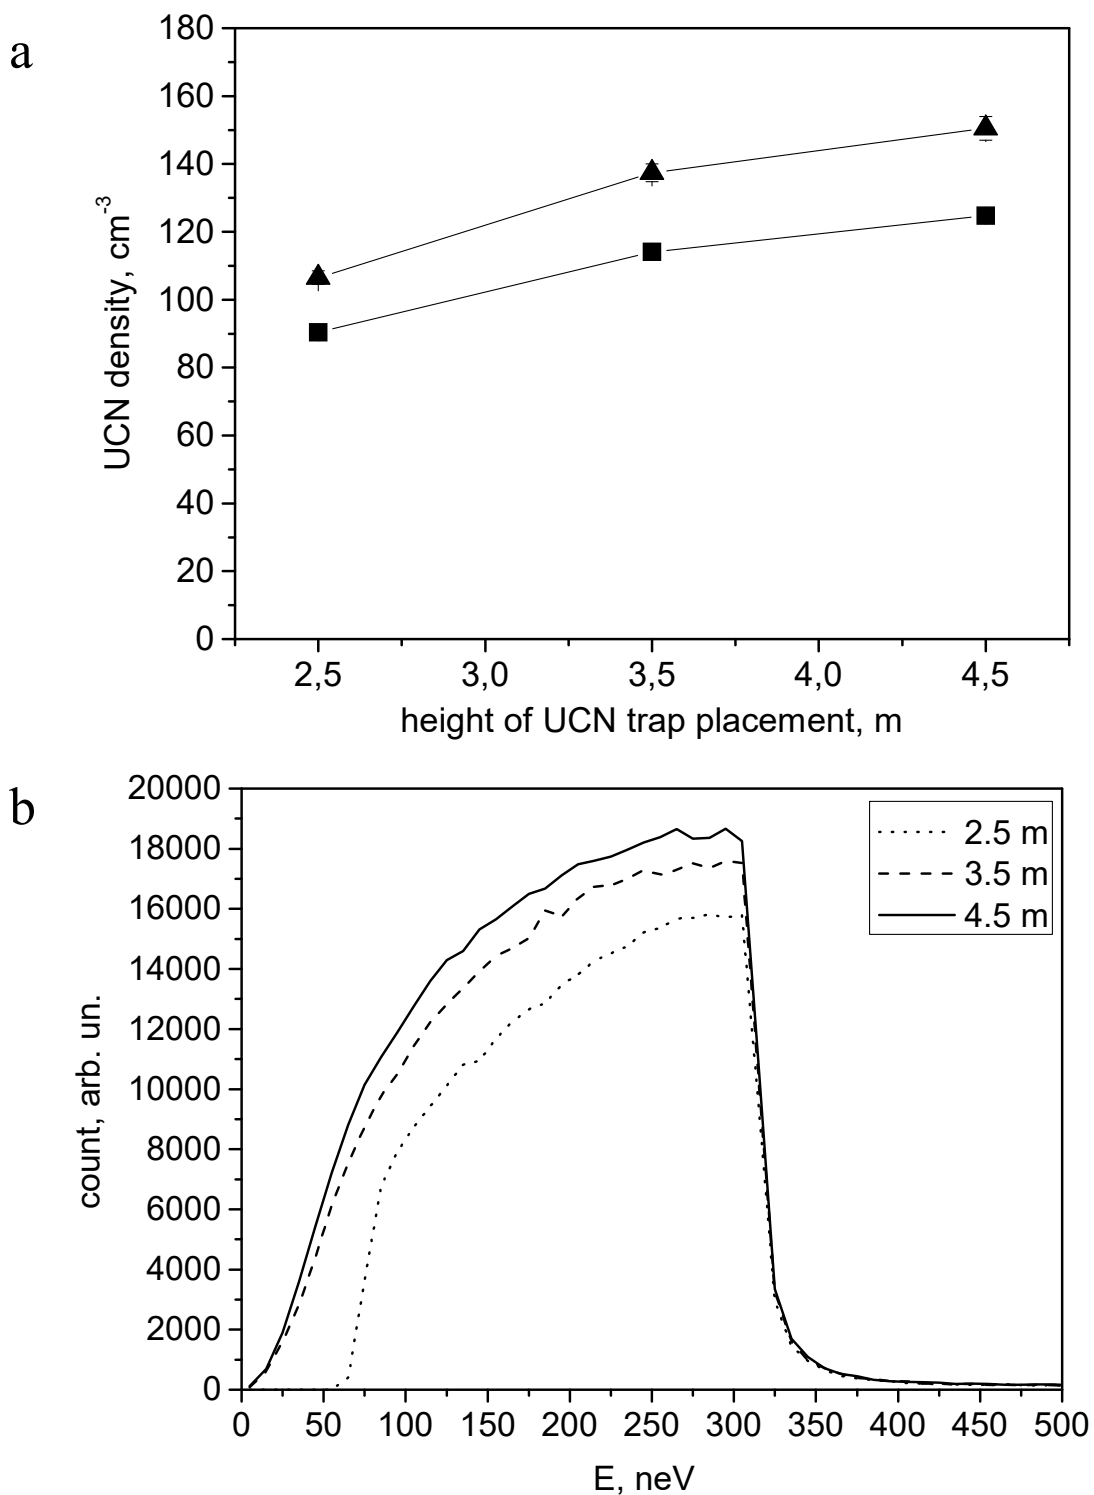 a
180
160
140
120
100
80
60
40
20
0
UCN density, cm-3
2,5 3,0 3,5 4,0 4,5
height of UCN trap placement, m
b
20000
18000
16000
14000
12000
10000
8000
6000
4000
2000
0
count, arb. un.
2.5 m
3.5 m
4.5 m
0 50 100 150 200 250 300 350 400 450 500
E, neV